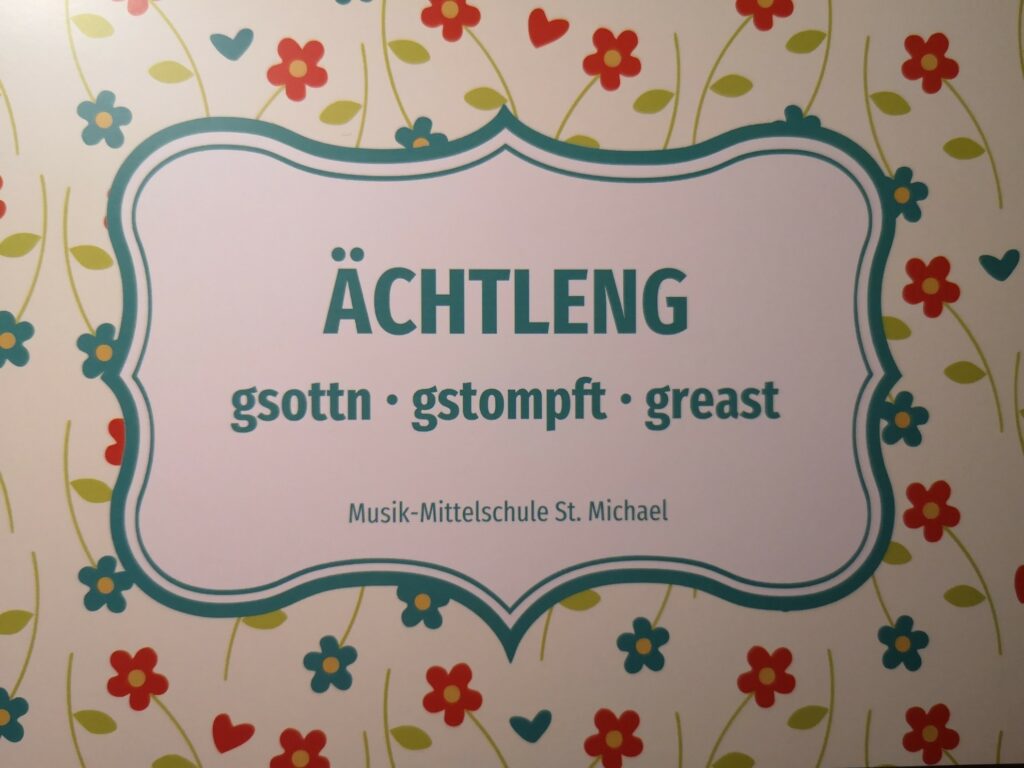 ÄCHTLENG
gsottn · gstompft · greast
Musik-Mittelschule St. Michael